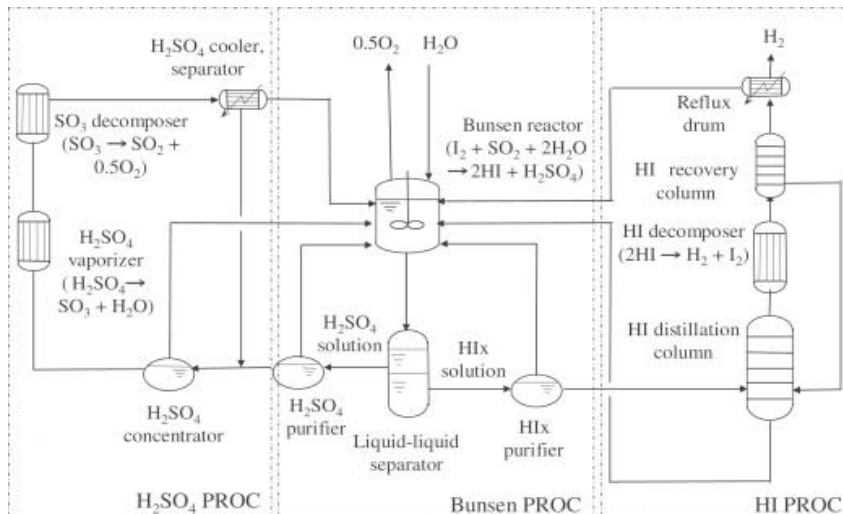 H₂SO₄ cooler,
separator
SO₃ decomposer
(SO₃ → SO₂ +
0.5O₂)
H₂SO₄
vaporizer
(H₂SO₄→
SO₃ + H₂O)
H₂SO₄
concentrator
H₂SO₄ PROC
0.5O₂
H₂O
Bunsen reactor
(I₂ + SO₂ + 2H₂O
→ 2HI + H₂SO₄)
H₂SO₄
solution
HIx
solution
H₂SO₄
purifier
Liquid-liquid
separator
HIx
purifier
Bunsen PROC
H₂
Reflux
drum
HI recovery
column
HI decomposer
(2HI → H₂ + I₂)
HI distillation
column
HI PROC